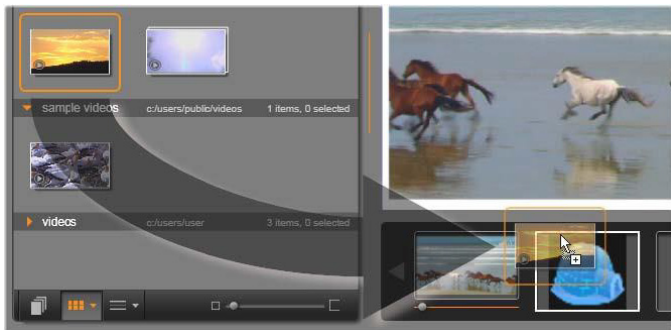 sample videos c:/users/public/videos 1 items, 0 selected
videos c:/users/user 3 items, 0 selected